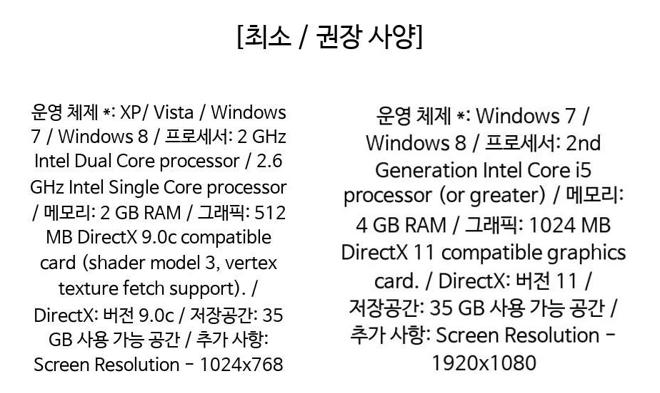 [최소 / 권장 사양]
운영 체제 *: XP/ Vista / Windows
7 / Windows 8 / 프로세서: 2 GHz
Intel Dual Core processor / 2.6
GHz Intel Single Core processor
/ 메모리: 2 GB RAM / 그래픽: 512
MB DirectX 9.0c compatible
card (shader model 3, vertex
texture fetch support). /
DirectX: 버전 9.0c / 저장공간: 35
GB 사용 가능 공간 / 추가 사항:
Screen Resolution - 1024x768
운영 체제 *: Windows 7 /
Windows 8 / 프로세서: 2nd
Generation Intel Core i5
processor (or greater) / 메모리:
4 GB RAM / 그래픽: 1024 MB
DirectX 11 compatible graphics
card. / DirectX: 버전 11 /
저장공간: 35 GB 사용 가능 공간 /
추가 사항: Screen Resolution -
1920x1080